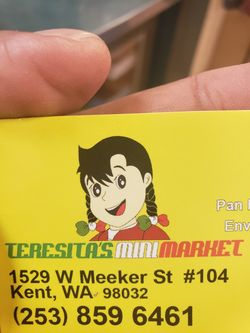 Pan
Env
TERESITA'S MINI MARKET
1529 W Meeker St #104
Kent, WA 98032
(253) 859 6461